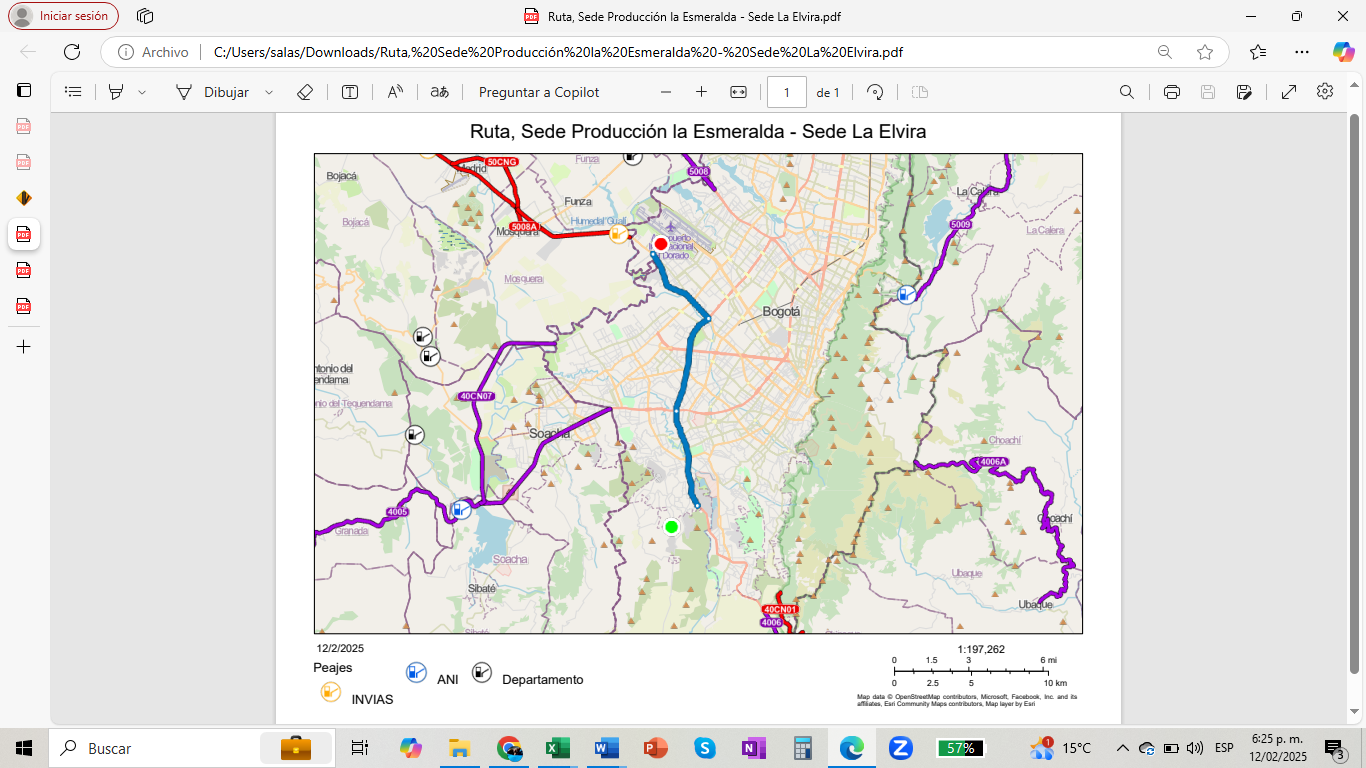 Iniciar sesión
Ruta, Sede Producción la Esmeralda - Sede La Elvira.pdf
Archivo
C:/Users/salas/Downloads/Ruta,%20Sede%20Producción%20la%20Esmeralda%20-%20Sede%20La%20Elvira.pdf
Dibujar
Preguntar a Copilot
1
de 1
Ruta, Sede Producción la Esmeralda - Sede La Elvira
Madrid
50CNG
Funza
5008
Bojacá
La Calera
Funza
Bojacá
Humedal Gualí
5009
5008A
Mosquera
La Calera
Mosquera
Bogotá
40CN07
Soacha
Choachí
4006A
4005
Granada
Choachí
Soacha
Ubaque
Sibaté
Ubaque
40CN01
4006
12/2/2025
1:197,262
Peajes
0 1.5 3 6 mi
ANI
Departamento
0 2.5 5 10 km
INVIAS
Map data © OpenStreetMap contributors, Microsoft, Facebook, Inc. and its
affiliates, Esri Community Maps contributors, Map layer by Esri
Buscar
57%
1
15°C
ESP
6:25 p. m.
12/02/2025
3